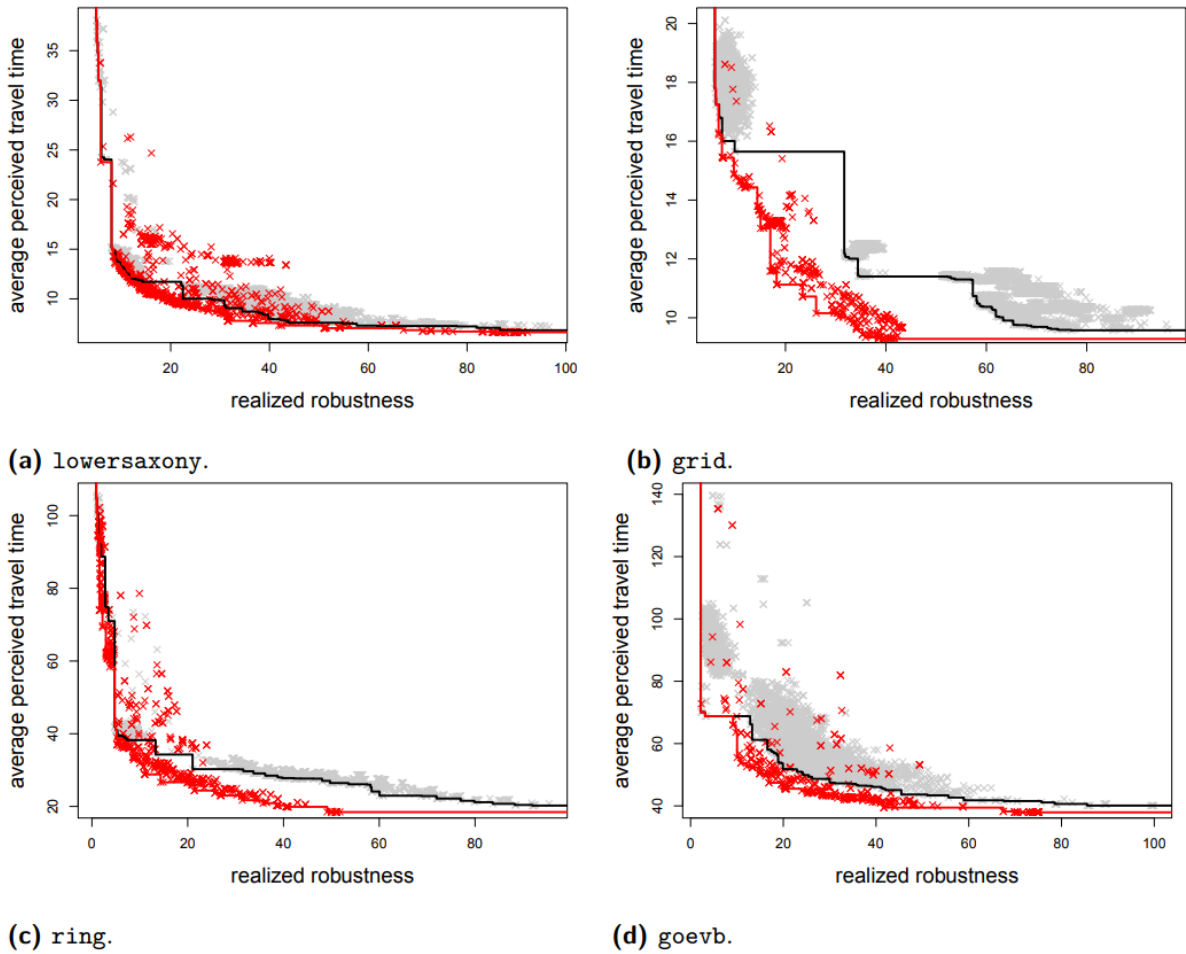 35
30
25
20
15
10
average perceived travel time
20 40 60 80 100
realized robustness
(a) lowersaxony.
20
18
16
14
12
10
average perceived travel time
20 40 60 80
realized robustness
(b) grid.
100
80
60
40
20
average perceived travel time
0 20 40 60 80
realized robustness
(c) ring.
140
120
100
80
60
40
average perceived travel time
0 20 40 60 80 100
realized robustness
(d) goevb.